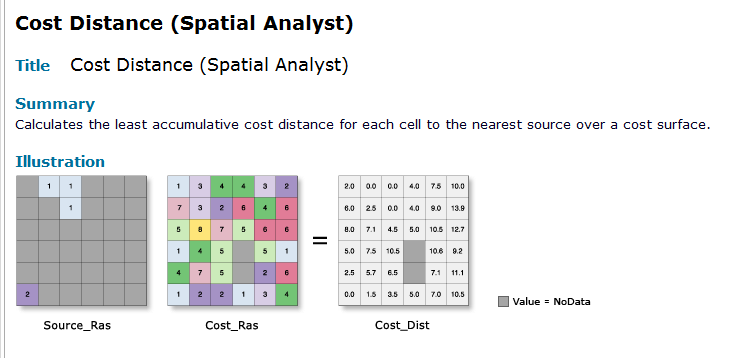 Cost Distance (Spatial Analyst)
Title Cost Distance (Spatial Analyst)
Summary
Calculates the least accumulative cost distance for each cell to the nearest source over a cost surface.
Illustration
1 1 1 3 4 4 3 2 2.0 0.0 0.0 4.0 7.5 10.0
1 7 3 2 6 4 6 6.0 2.5 0.0 4.0 9.0 13.9
5 8 7 5 6 6 8.0 7.1 4.5 5.0 10.5 12.7
1 4 5 5 1 = 5.0 7.5 10.5 10.6 9.2
4 7 5 2 6 2.5 5.7 6.5 7.1 11.1
2 1 2 2 1 3 4 0.0 1.5 3.5 5.0 7.0 10.5
Value = NoData
Source_Ras Cost_Ras Cost_Dist